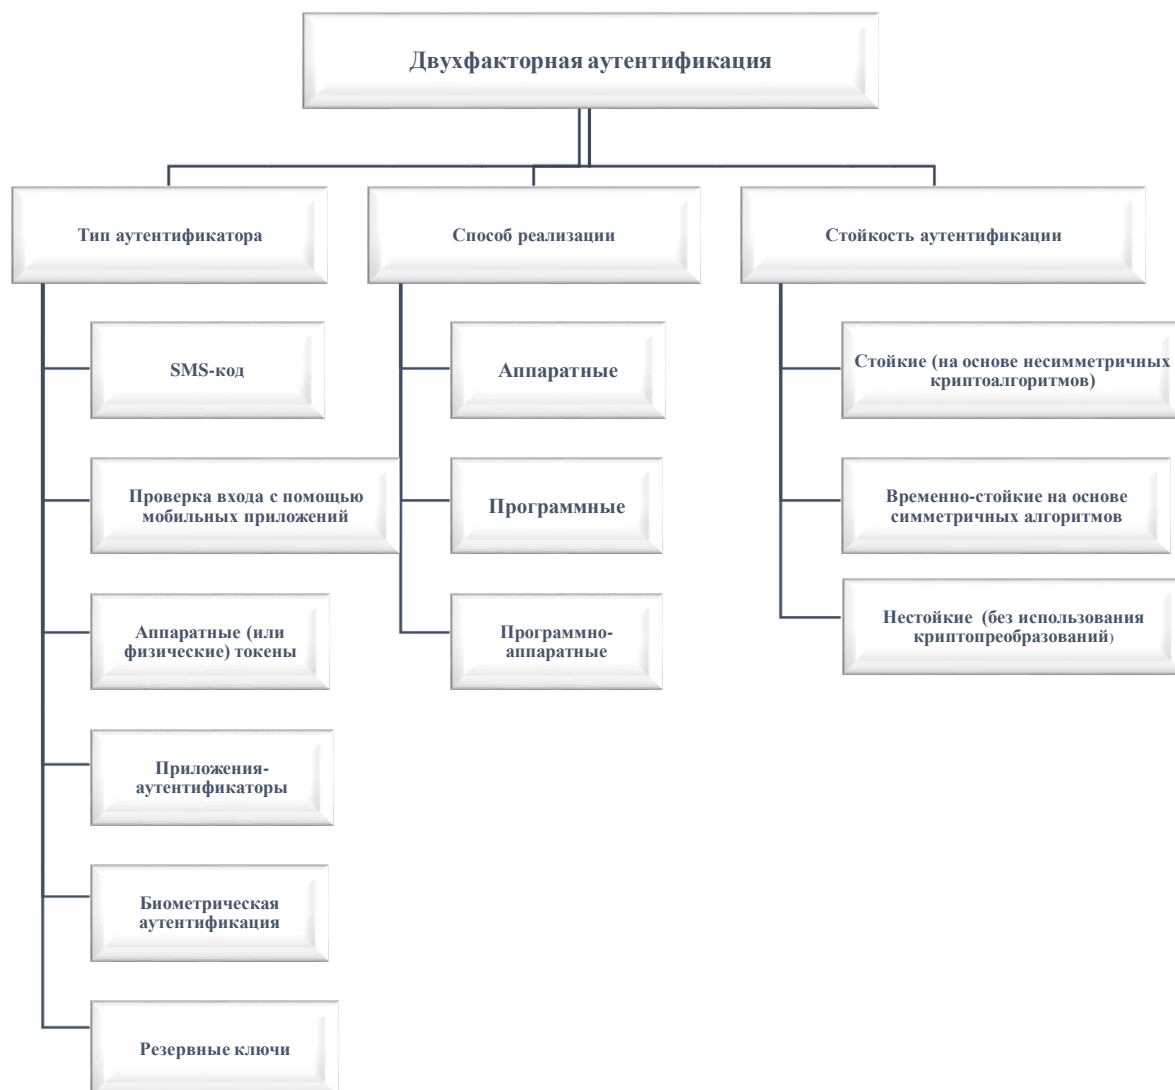 Двухфакторная аутентификация
Тип аутентификатора
SMS-код
Проверка входа с помощью
мобильных приложений
Аппаратные (или
физические) токены
Приложения-
аутентификаторы
Биометрическая
аутентификация
Резервные ключи
Способ реализации
Аппаратные
Программные
Программно-
аппаратные
Стойкость аутентификации
Стойкие (на основе несимметричных
криптоалгоритмов)
Временно-стойкие на основе
симметричных алгоритмов
Нестойкие (без использования
криптопреобразований)